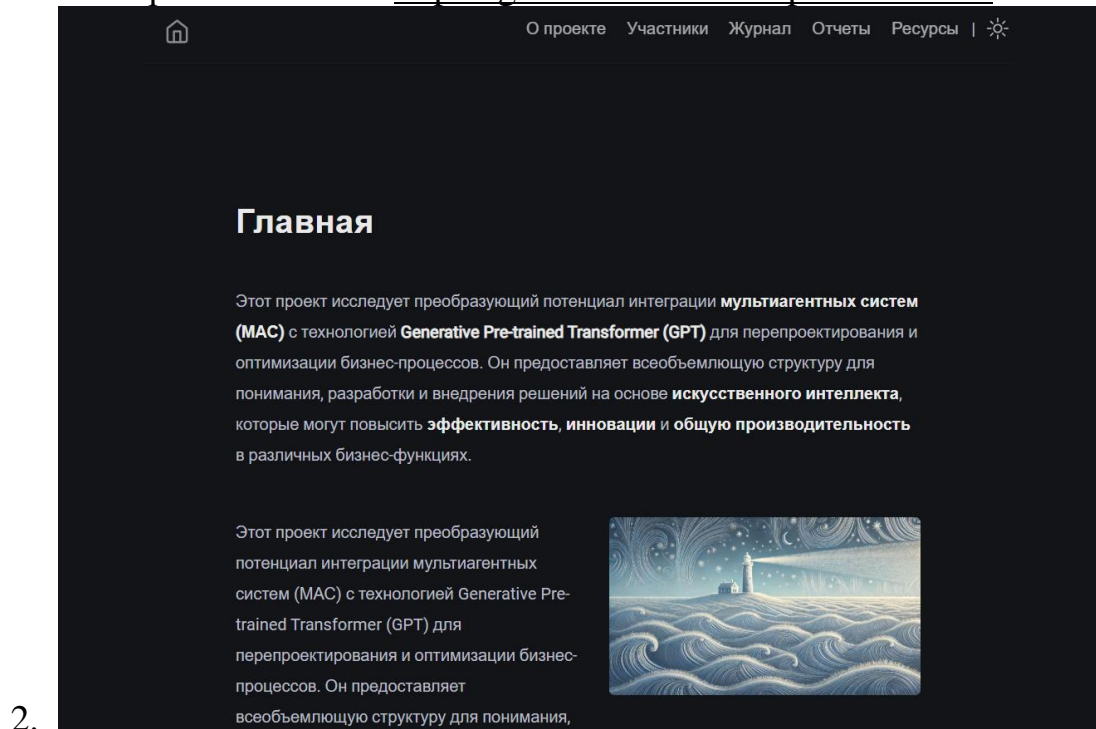 О проекте Участники Журнал Отчеты Ресурсы |
Главная
Этот проект исследует преобразующий потенциал интеграции мультиагентных систем
(МАС) с технологией Generative Pre-trained Transformer (GPT) для перепроектирования и
оптимизации бизнес-процессов. Он предоставляет всеобъемлющую структуру для
понимания, разработки и внедрения решений на основе искусственного интеллекта,
которые могут повысить эффективность, инновации и общую производительность
в различных бизнес-функциях.
Этот проект исследует преобразующий
потенциал интеграции мультиагентных
систем (МАС) с технологией Generative Pre-
trained Transformer (GPT) для
перепроектирования и оптимизации бизнес-
процессов. Он предоставляет
всеобъемлющую структуру для понимания,
2.